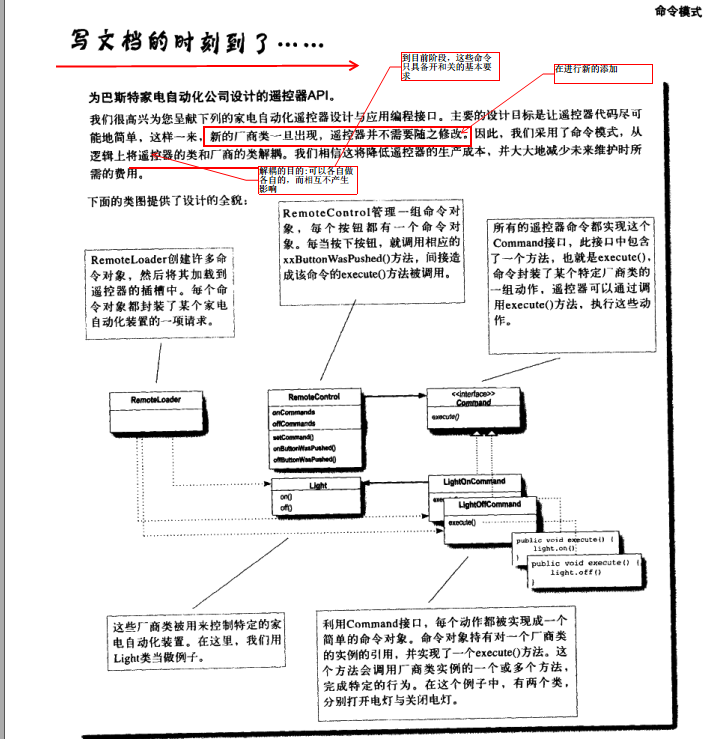 命令模式
写文档的时刻到了……
到目前阶段，这些命令
只具备开和关的基本要
求
在进行新的添加
为巴斯特家电自动化公司设计的遥控器API。
我们很高兴为您呈献下列的家电自动化遥控器设计与应用编程接口。主要的设计目标是让遥控器代码尽可
能地简单，这样一来，新的厂商类一旦出现，遥控器并不需要随之修改。因此，我们采用了命令模式，从
逻辑上将遥控器的类和厂商的类解耦。我们相信这将降低遥控器的生产成本，并大大地减少未来维护时所
需的费用。
解稿的目的:可以各自做
各自的，而相互不产生
影响
下面的类图提供了设计的全貌：
RemoteControl管理一组命令对
象，每个按钮都有一个命令对
象。每当按下按钮，就调用相应的
xxButtonWasPushed()方法，间接造
成该命令的execute()方法被调用。
所有的遥控器命令都实现这个
Command接口，此接口中包含
了一个方法，也就是execute()。
命令封装了某个特定厂商类的
一组动作，遥控器可以通过调
用execute()方法，执行这些动
作。
RemoteLoader创建许多命
令对象，然后将其加载到
遥控器的插槽中。每个命
令对象都封装了某个家电
自动化装置的一项请求。
RemoteLoader
RemoteControl
onCommands
offCommands
setCommand()
onButtonWasPushed()
offButtonWasPushed()
<<interface>>
Command
execute()
Light
on()
off()
LightOnCommand
exe
LightOffCommand
execute()
public void execute() {
light.on()
}
public void execute() {
light.off()
}
这些厂商类被用来控制特定的家
电自动化装置。在这里，我们用
Light类当做例子。
利用Command接口，每个动作都被实现成一个
简单的命令对象。命令对象持有对一个厂商类
的实例的引用，并实现了一个execute()方法。这
个方法会调用厂商类实例的一个或多个方法，
完成特定的行为。在这个例子中，有两个类，
分别打开电灯与关闭电灯。